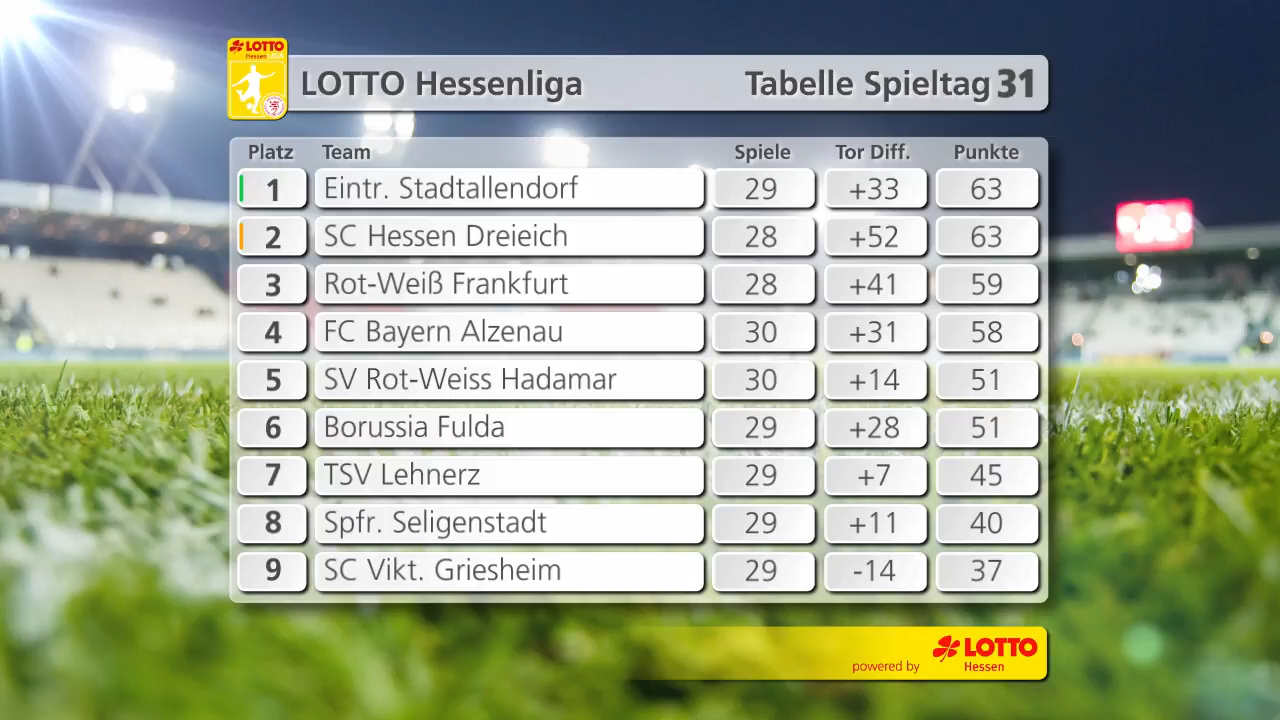 LOTTO
Hessen
LOTTO Hessenliga Tabelle Spieltag 31
Platz Team Spiele Tor Diff. Punkte
1 Eintr. Stadtallendorf 29 +33 63
2 SC Hessen Dreieich 28 +52 63
3 Rot-Weiß Frankfurt 28 +41 59
4 FC Bayern Alzenau 30 +31 58
5 SV Rot-Weiss Hadamar 30 +14 51
6 Borussia Fulda 29 +28 51
7 TSV Lehnerz 29 +7 45
8 Spfr. Seligenstadt 29 +11 40
9 SC Vikt. Griesheim 29 -14 37
powered by LOTTO
Hessen